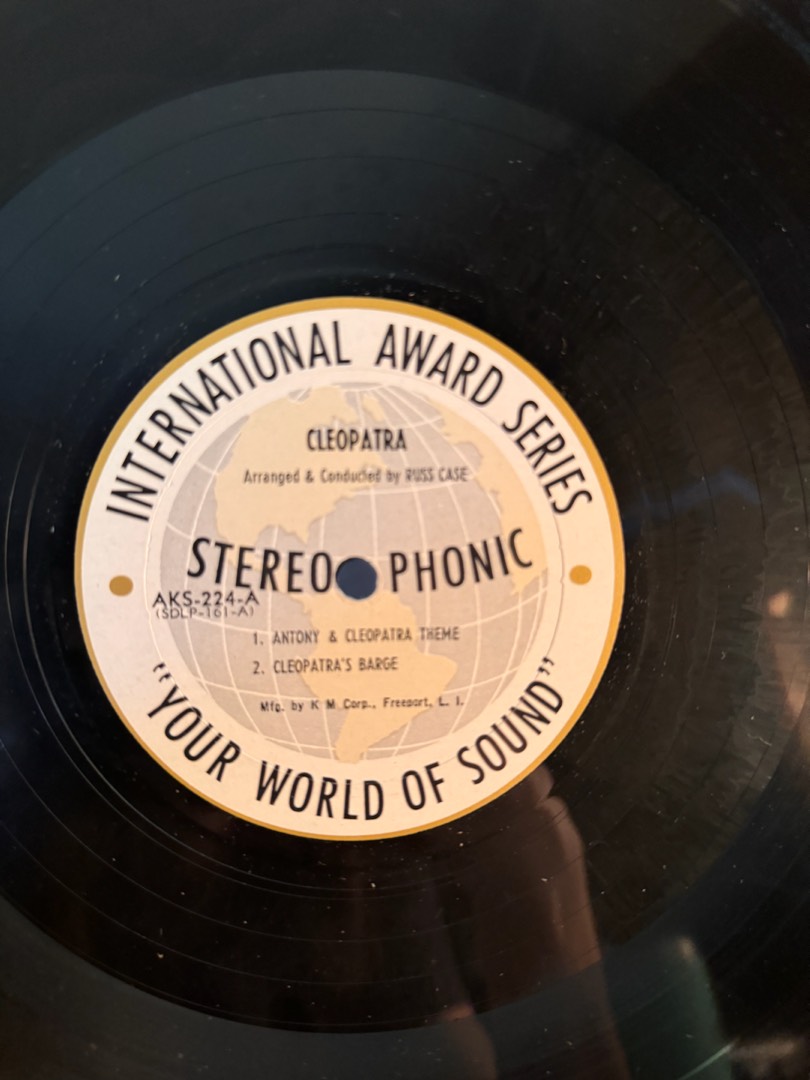 INTERNATIONAL AWARD SERIES
CLEOPATRA
Arranged & Conducted by RUSS CASE
STEREO PHONIC
AKS-224-A
(SDLP-161-A)
1. ANTONY & CLEOPATRA THEME
2. CLEOPATRA'S BARGE
Mfg. by K M Corp., Freeport, L. I.
"YOUR WORLD OF SOUND"